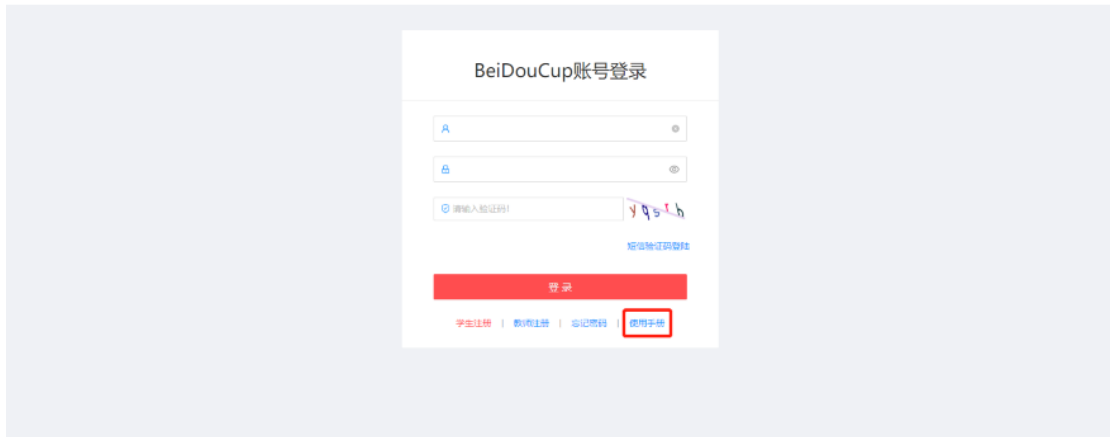 BeiDouCup账号登录
请输入验证码!
yqsrh
短信验证码登陆
登 录
学生注册 | 教师注册 | 忘记密码 | 使用手册